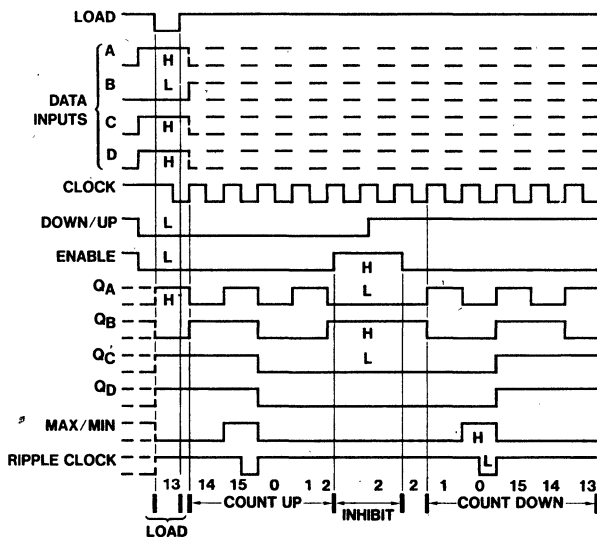 LOAD
A H
B L
DATA INPUTS
C H
D H
CLOCK
DOWN/UP L
ENABLE L H
QA H L
QB H
QC L
QD
MAX/MIN H
RIPPLE CLOCK L
13 14 15 0 1 2 2 2 1 0 15 14 13
COUNT UP INHIBIT COUNT DOWN
LOAD